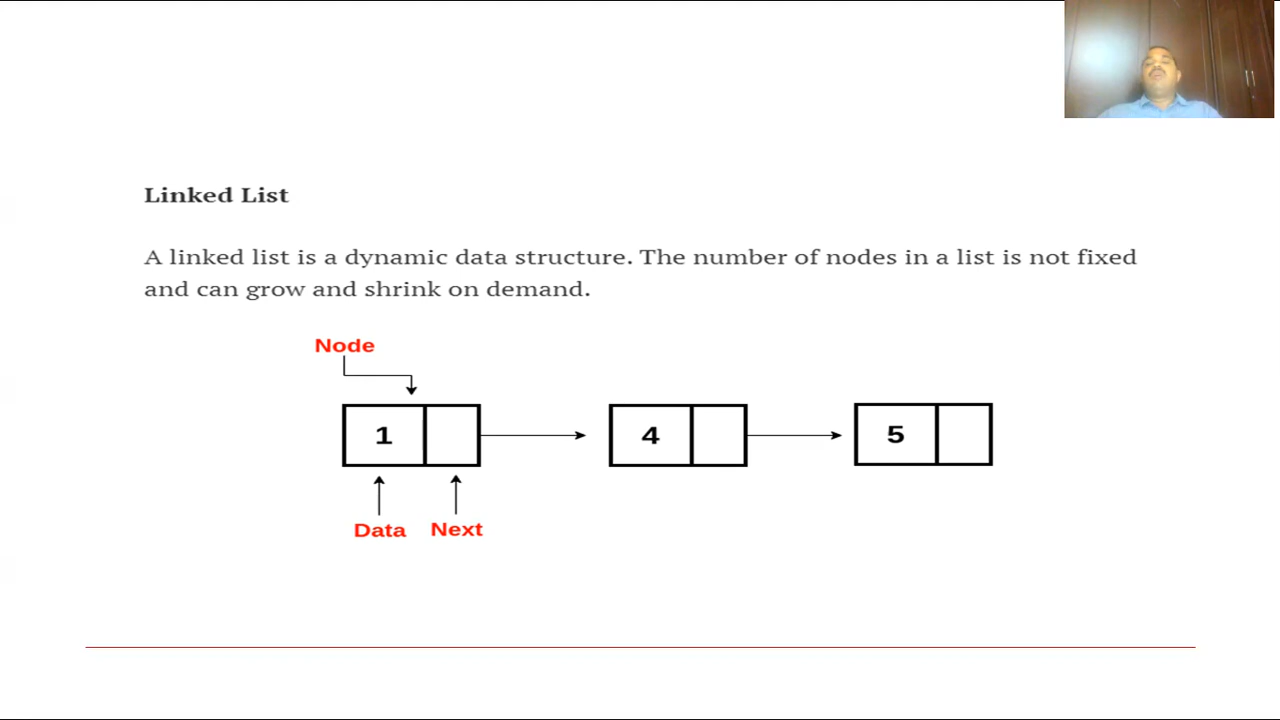 Linked List
A linked list is a dynamic data structure. The number of nodes in a list is not fixed
and can grow and shrink on demand.
Node
1
4
5
Data
Next